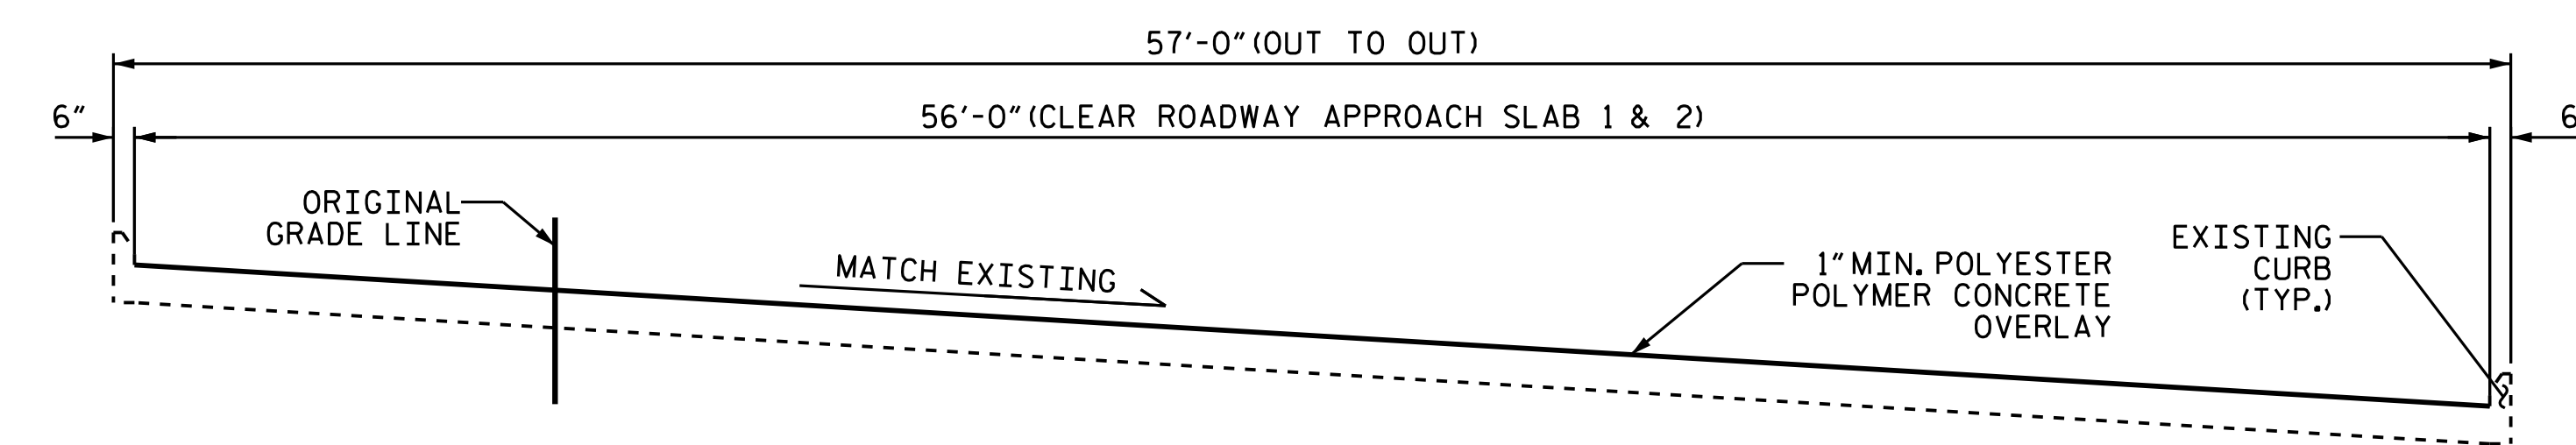 57'-0"(OUT TO OUT)
6"
56'-0"(CLEAR ROADWAY APPROACH SLAB 1 & 2)
6
ORIGINAL
GRADE LINE
MATCH EXISTING
1"MIN. POLYESTER
POLYMER CONCRETE
OVERLAY
EXISTING
CURB
(TYP.)